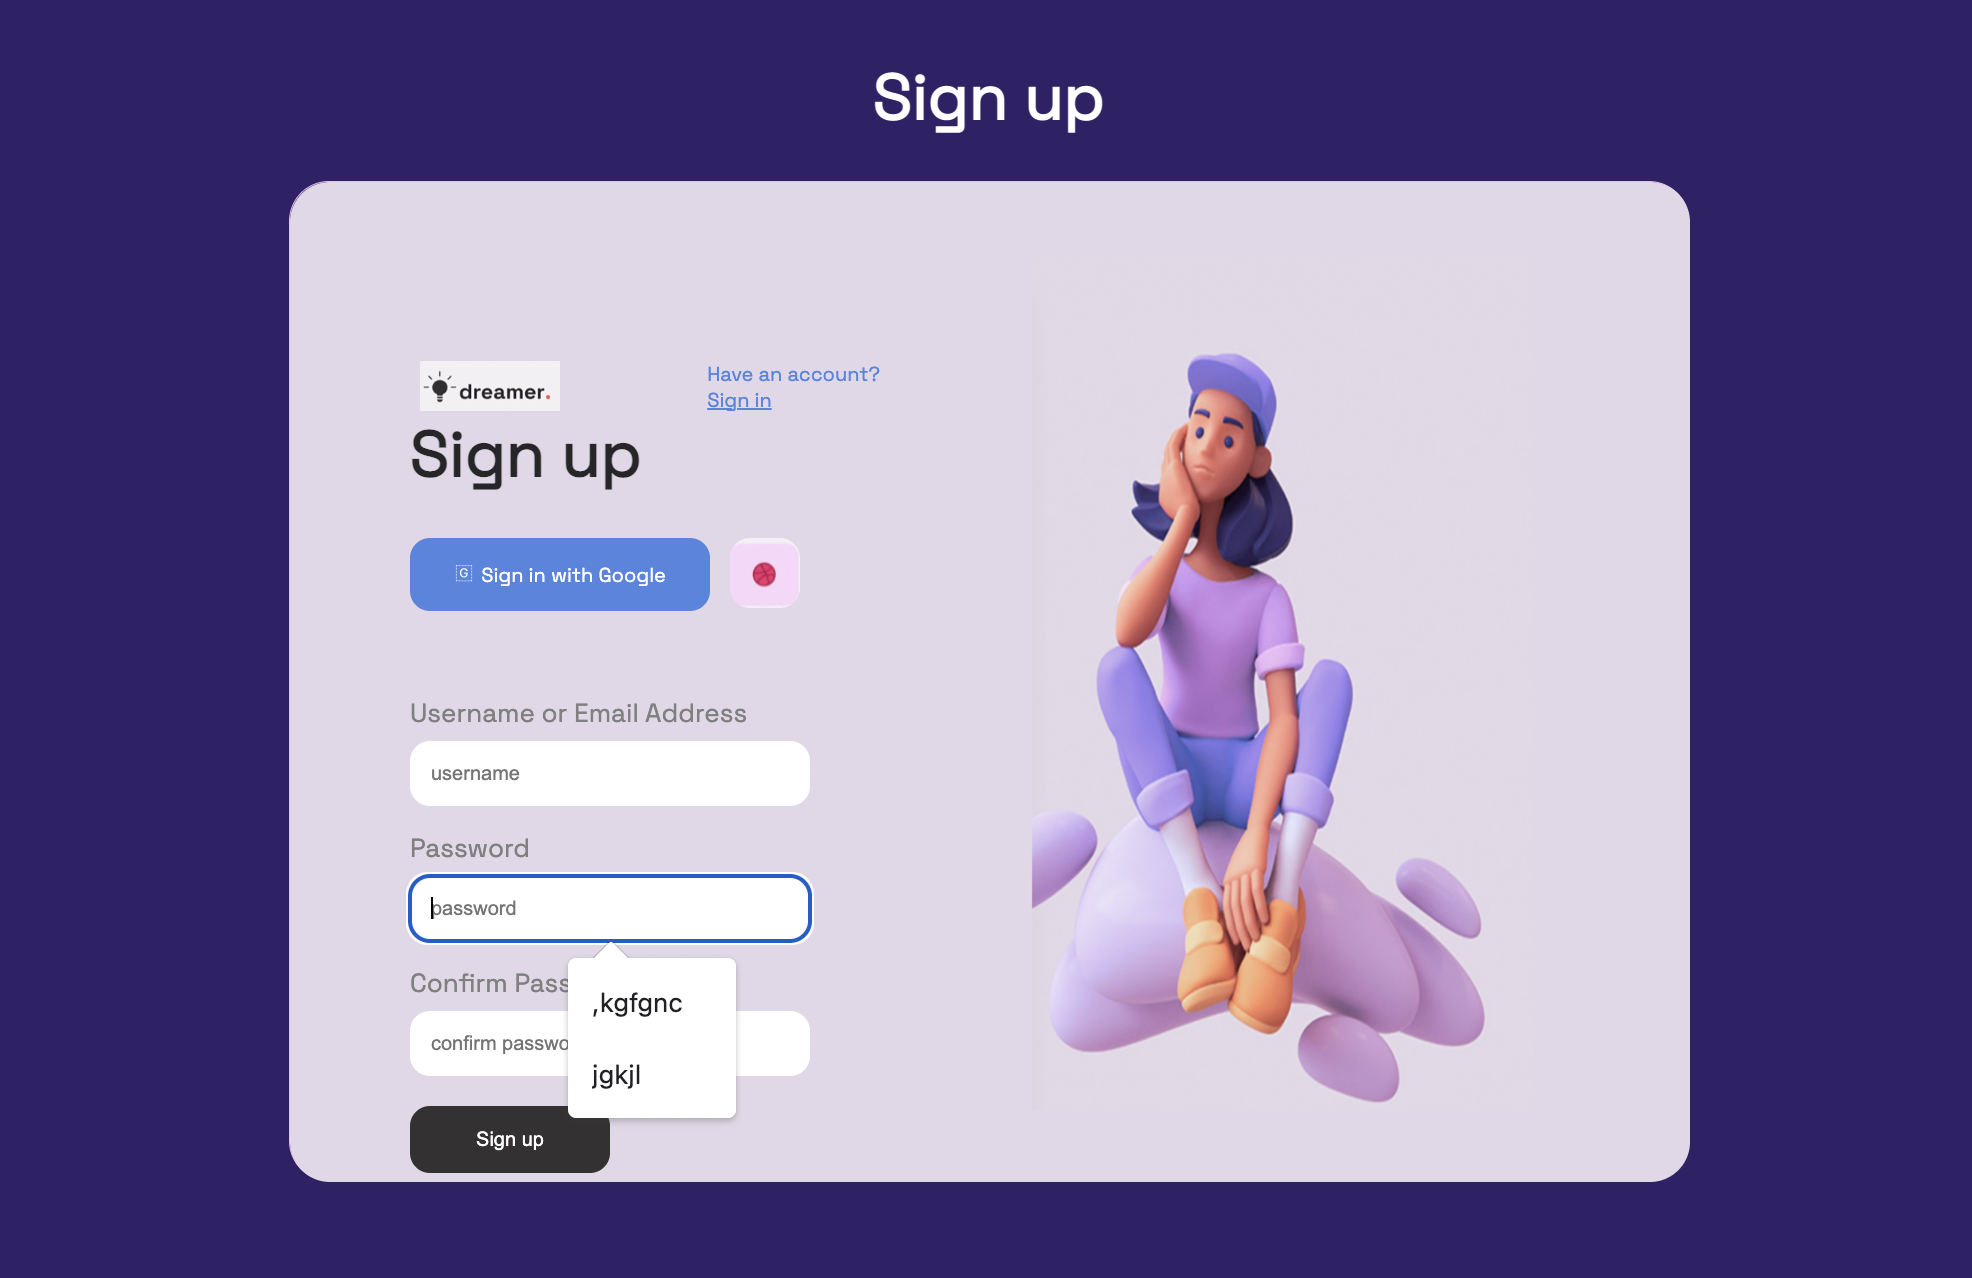 Sign up
dreamer.
Have an account?
Sign in
Sign up
G Sign in with Google
Username or Email Address
username
Password
password
Confirm Pass
confirm passwo
,kgfgnc
jgkjl
Sign up